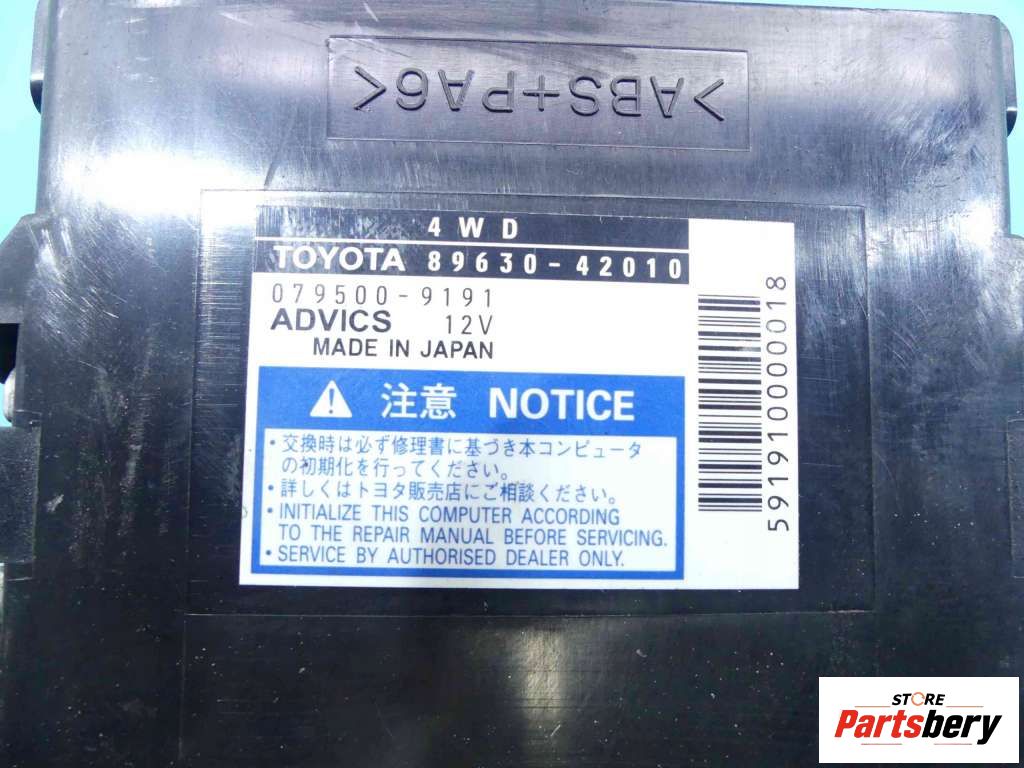 >ABS+PA6<
4WD
TOYOTA 89630-42010
079500-9191
ADVICS 12V
MADE IN JAPAN
注意 NOTICE
・交換時は必ず修理書に基づき本コンピュータ
の初期化を行ってください。
・詳しくはトヨタ販売店にご相談ください。
・INITIALIZE THIS COMPUTER ACCORDING
TO THE REPAIR MANUAL BEFORE SERVICING.
・SERVICE BY AUTHORISED DEALER ONLY.
591910000018
STORE
Partsbery